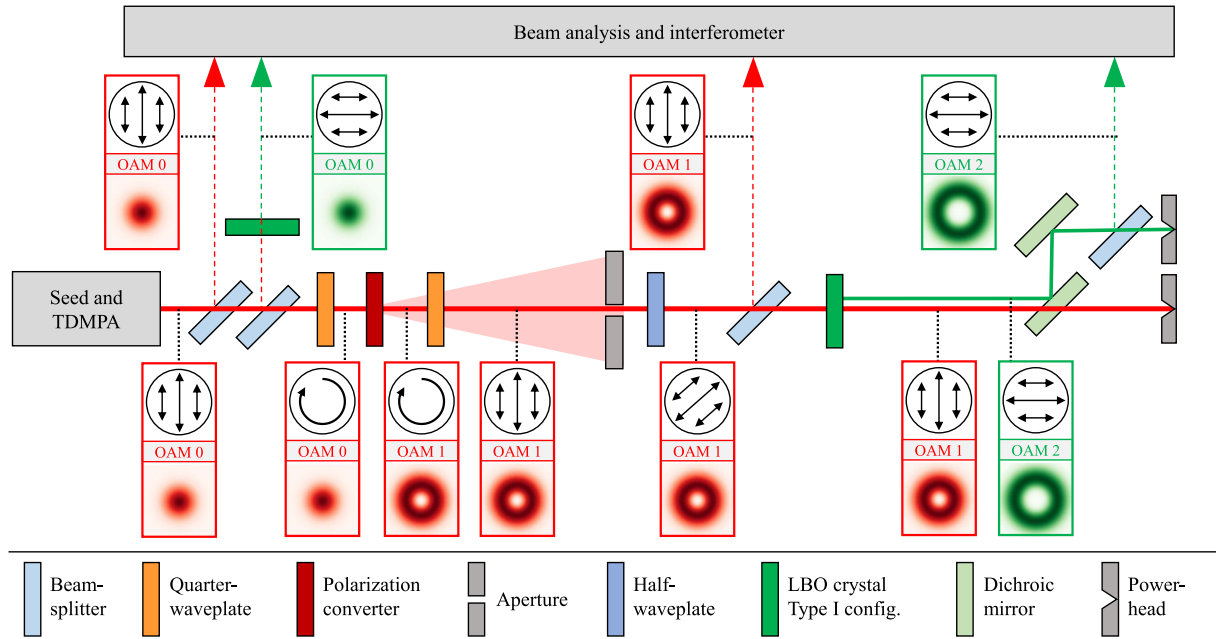 Beam analysis and interferometer
OAM 0
OAM 0
OAM 1
OAM 2
Seed and
TDMPA
OAM 0
OAM 0
OAM 1
OAM 1
OAM 1
OAM 1
OAM 2
Beam-
splitter
Quarter-
waveplate
Polarization
converter
Aperture
Half-
waveplate
LBO crystal
Type I config.
Dichroic
mirror
Power-
head